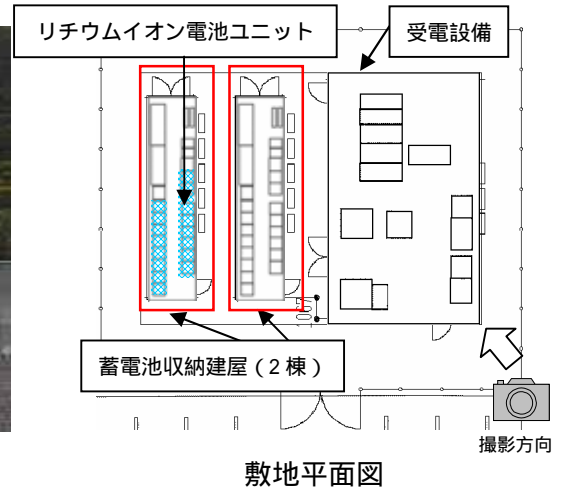 リチウムイオン電池ユニット
受電設備
蓄電池収納建屋（２棟）
撮影方向
敷地平面図